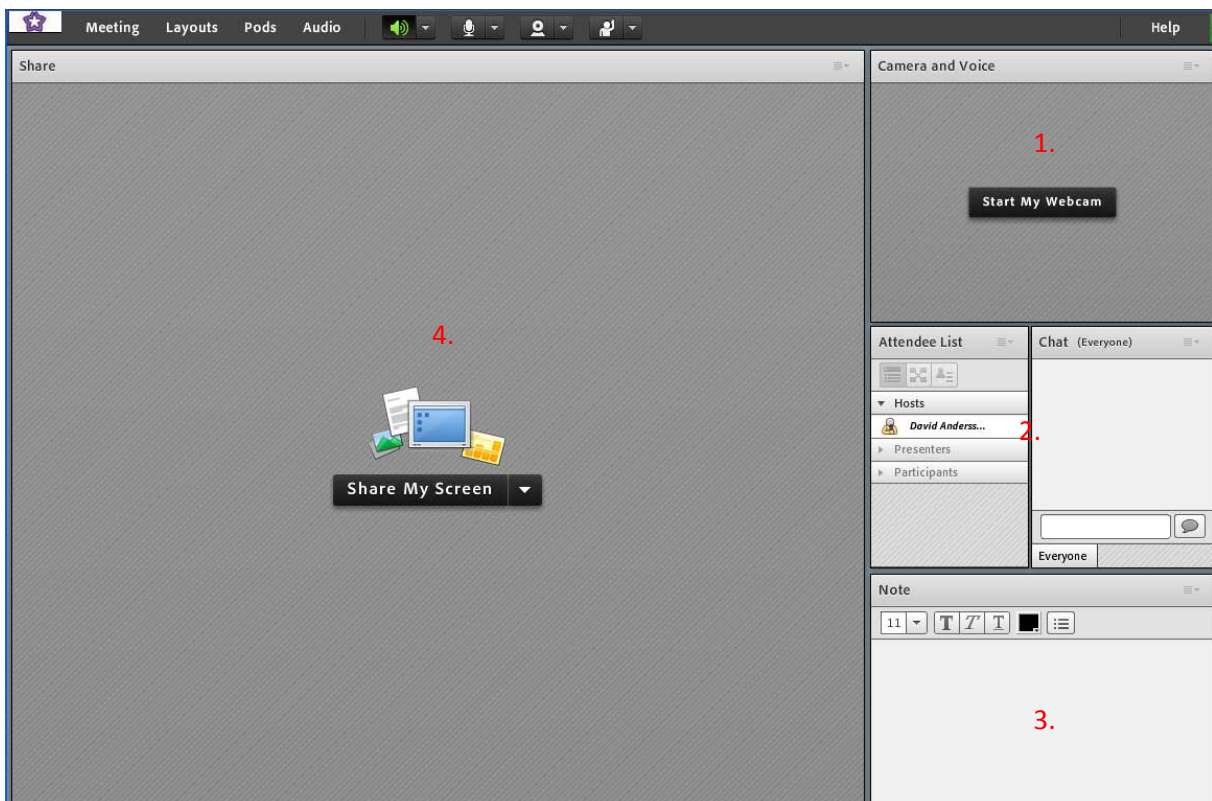 Meeting Layouts Pods Audio Help
Share
4.
Share My Screen
Camera and Voice
1.
Start My Webcam
Attendee List
Hosts
David Anderss...
2.
Presenters
Participants
Chat (Everyone)
Everyone
Note
11 T T T
3.